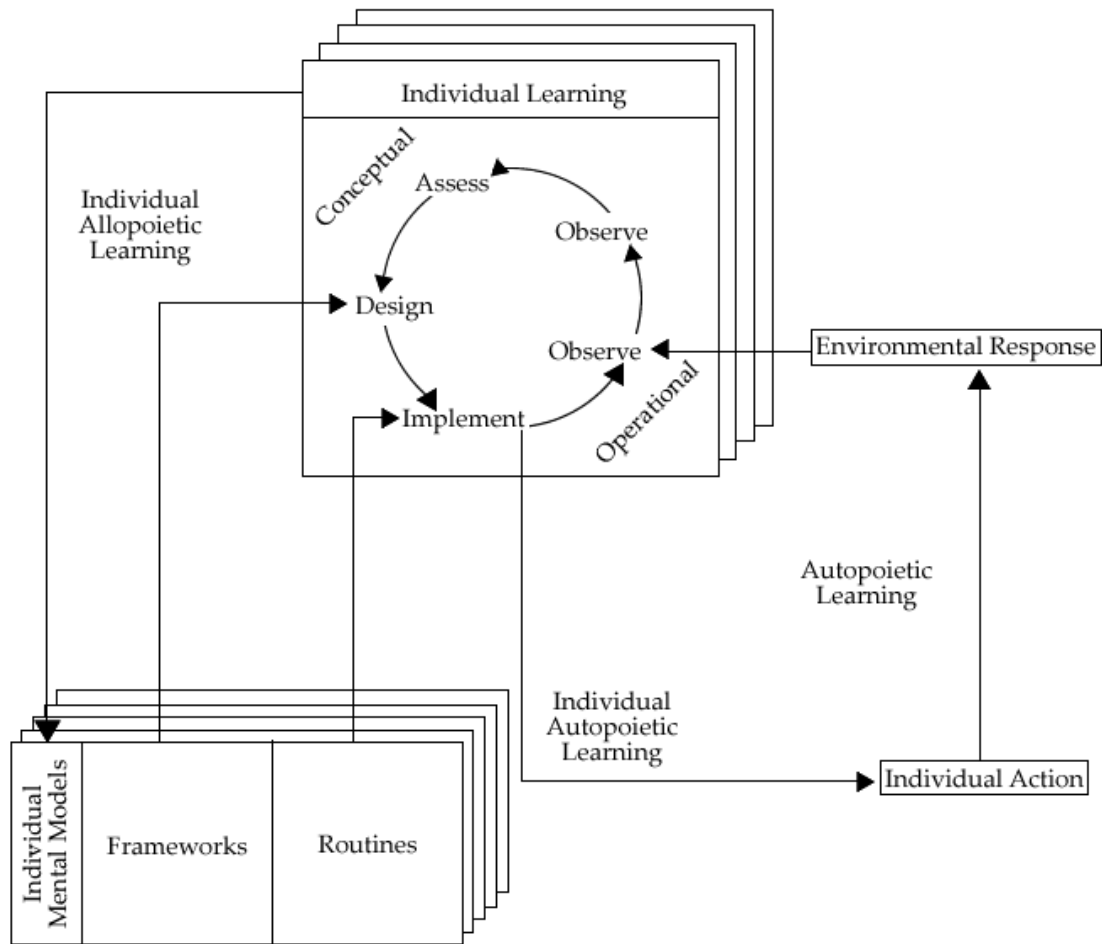 Individual Learning
Conceptual
Assess
Individual
Allopoietic
Learning
Observe
Design
Observe
Environmental Response
Implement
Operational
Autopoietic
Learning
Individual
Autopoietic
Learning
Individual Action
Individual
Mental Models
Frameworks
Routines